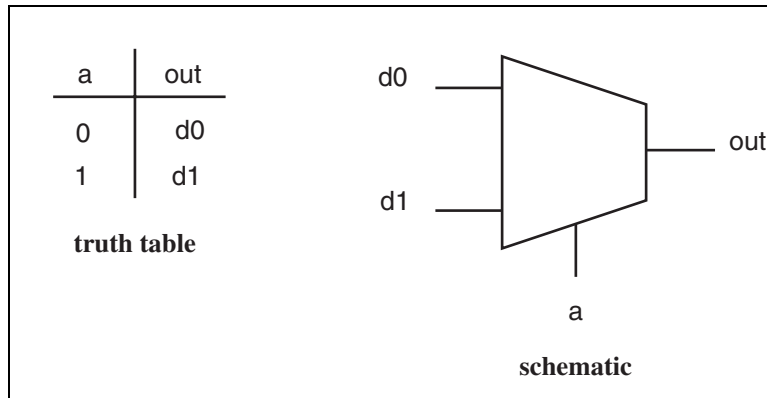 a out
0 d0
1 d1
truth table
d0
d1
out
a
schematic